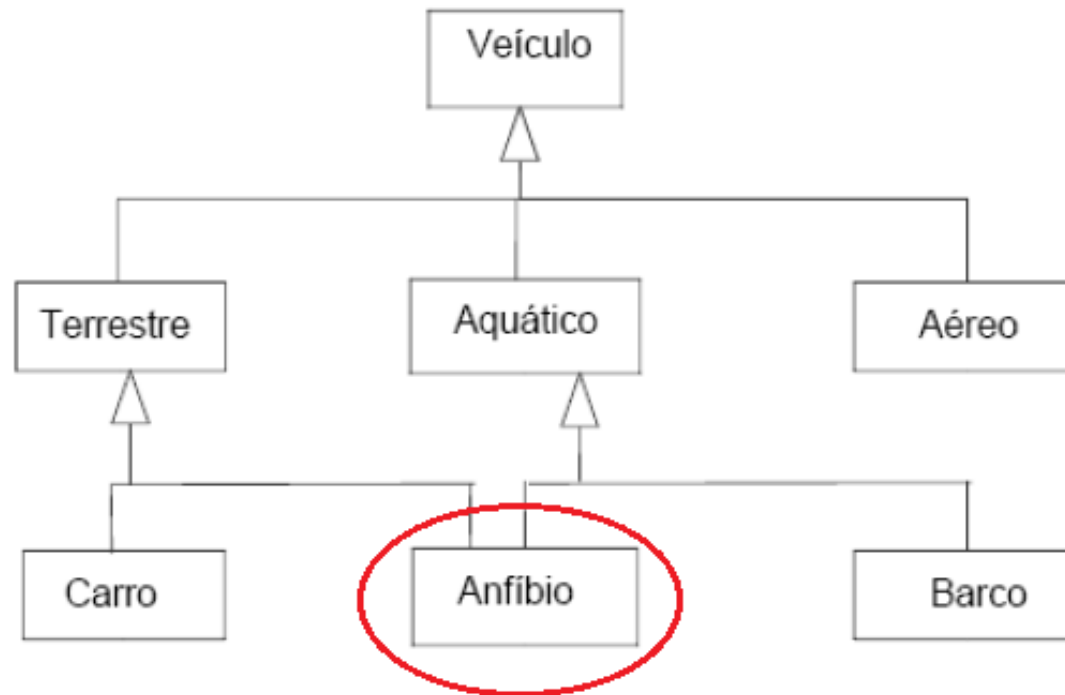 Veículo
Terrestre
Aquático
Aéreo
Carro
Anfíbio
Barco